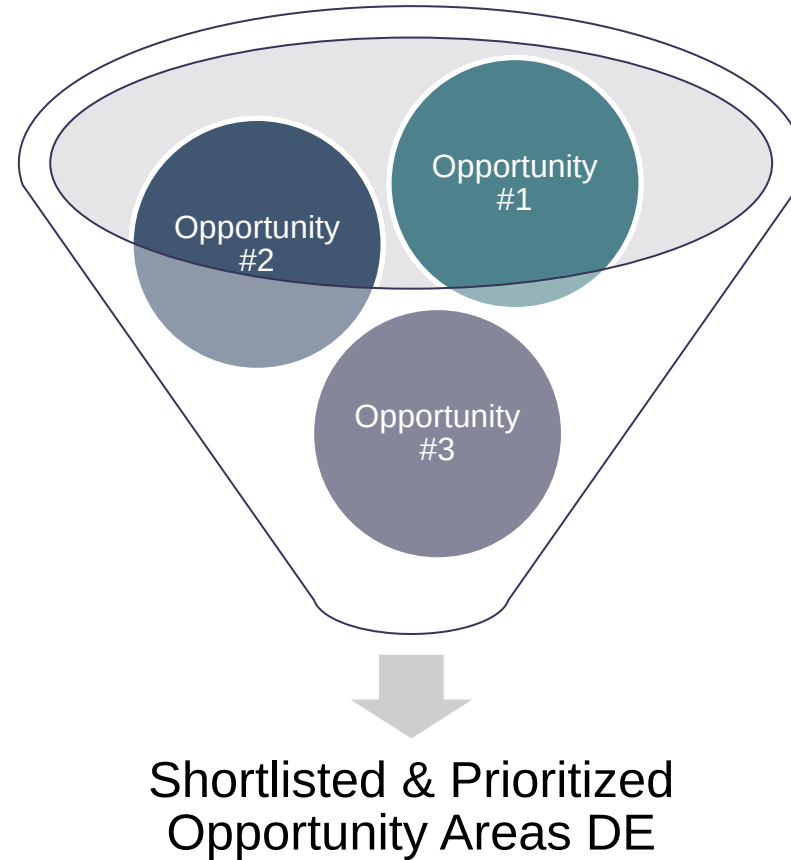 Opportunity
#1
Opportunity
#2
Opportunity
#3
Shortlisted & Prioritized
Opportunity Areas DE